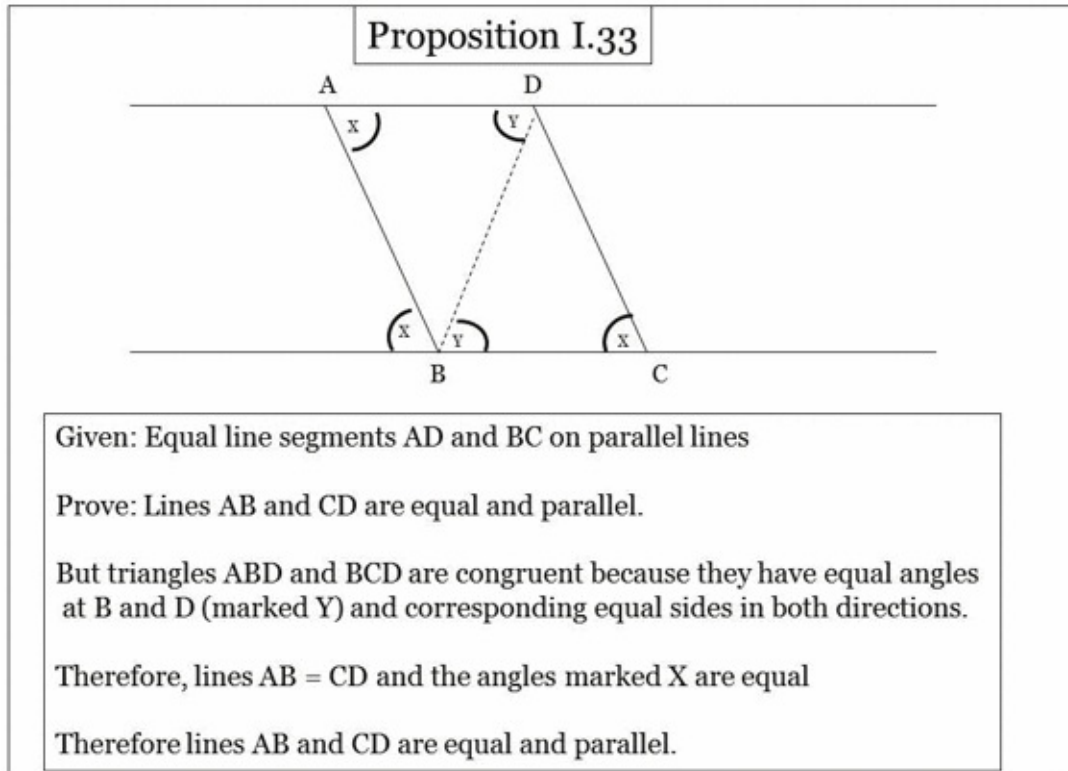 Proposition I.33
A D
X Y
X Y X
B C
Given: Equal line segments AD and BC on parallel lines
Prove: Lines AB and CD are equal and parallel.
But triangles ABD and BCD are congruent because they have equal angles
at B and D (marked Y) and corresponding equal sides in both directions.
Therefore, lines AB = CD and the angles marked X are equal
Therefore lines AB and CD are equal and parallel.